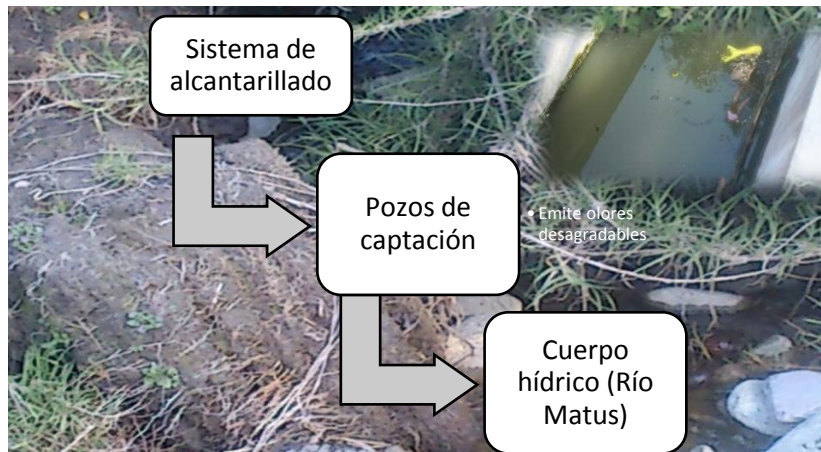 Sistema de
alcantarillado
Pozos de
captación
• Emite olores
desagradables
Cuerpo
hídrico (Río
Matus)